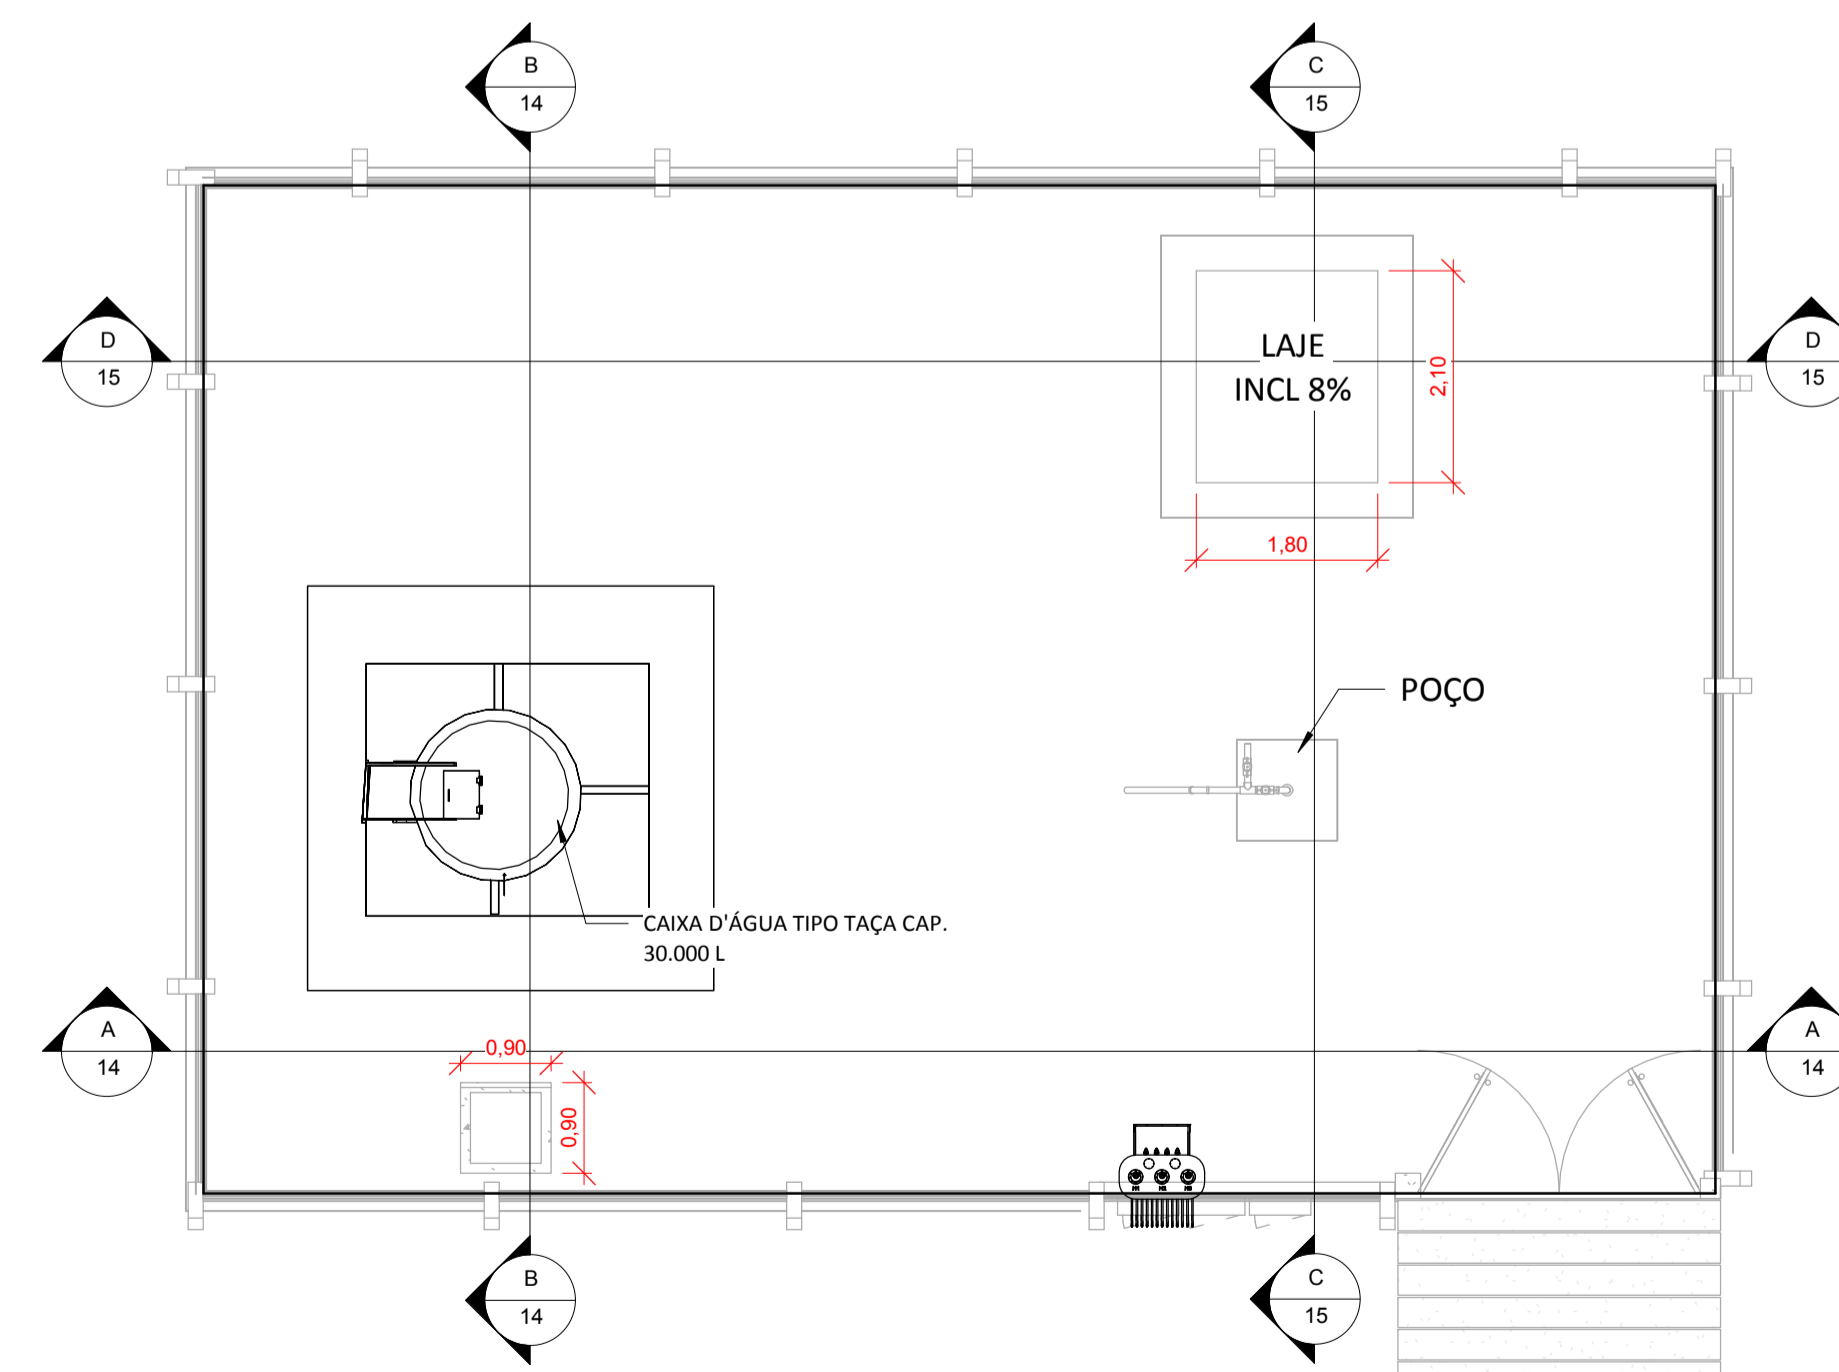 B
14
C
15
D
15
D
15
LAJE
INCL 8%
2,10
1,80
POÇO
CAIXA D'ÁGUA TIPO TAÇA CAP.
30.000 L
A
14
A
14
0,90
0,90
B
14
C
15